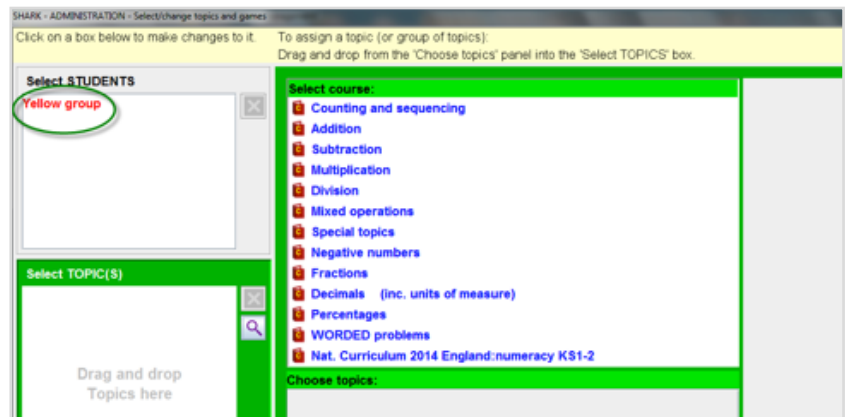 SHARK - ADMINISTRATION - Select/change topics and games
Click on a box below to make changes to it.
To assign a topic (or group of topics):
Drag and drop from the 'Choose topics' panel into the 'Select TOPICS' box.
Select STUDENTS
Yellow group
Select course:
Counting and sequencing
Addition
Subtraction
Multiplication
Division
Mixed operations
Special topics
Negative numbers
Fractions
Decimals (inc. units of measure)
Percentages
WORDED problems
Nat. Curriculum 2014 England:numeracy KS1-2
Select TOPIC(S)
Drag and drop
Topics here
Choose topics: